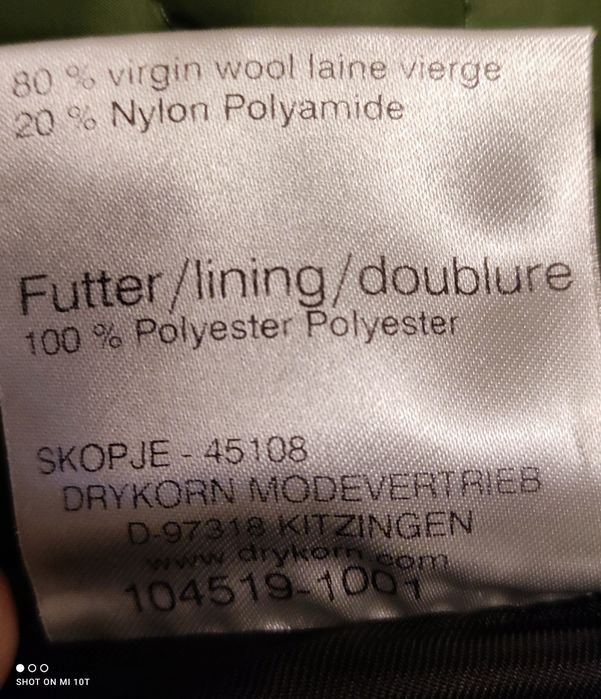 80 % virgin wool laine vierge
20 % Nylon Polyamide
Futter/lining/doublure
100 % Polyester Polyester
SKOPJE - 45108
DRYKORN MODEVERTRIEB
D-97318 KITZINGEN
www.drykorn.com
104519-1001
SHOT ON MI 10T